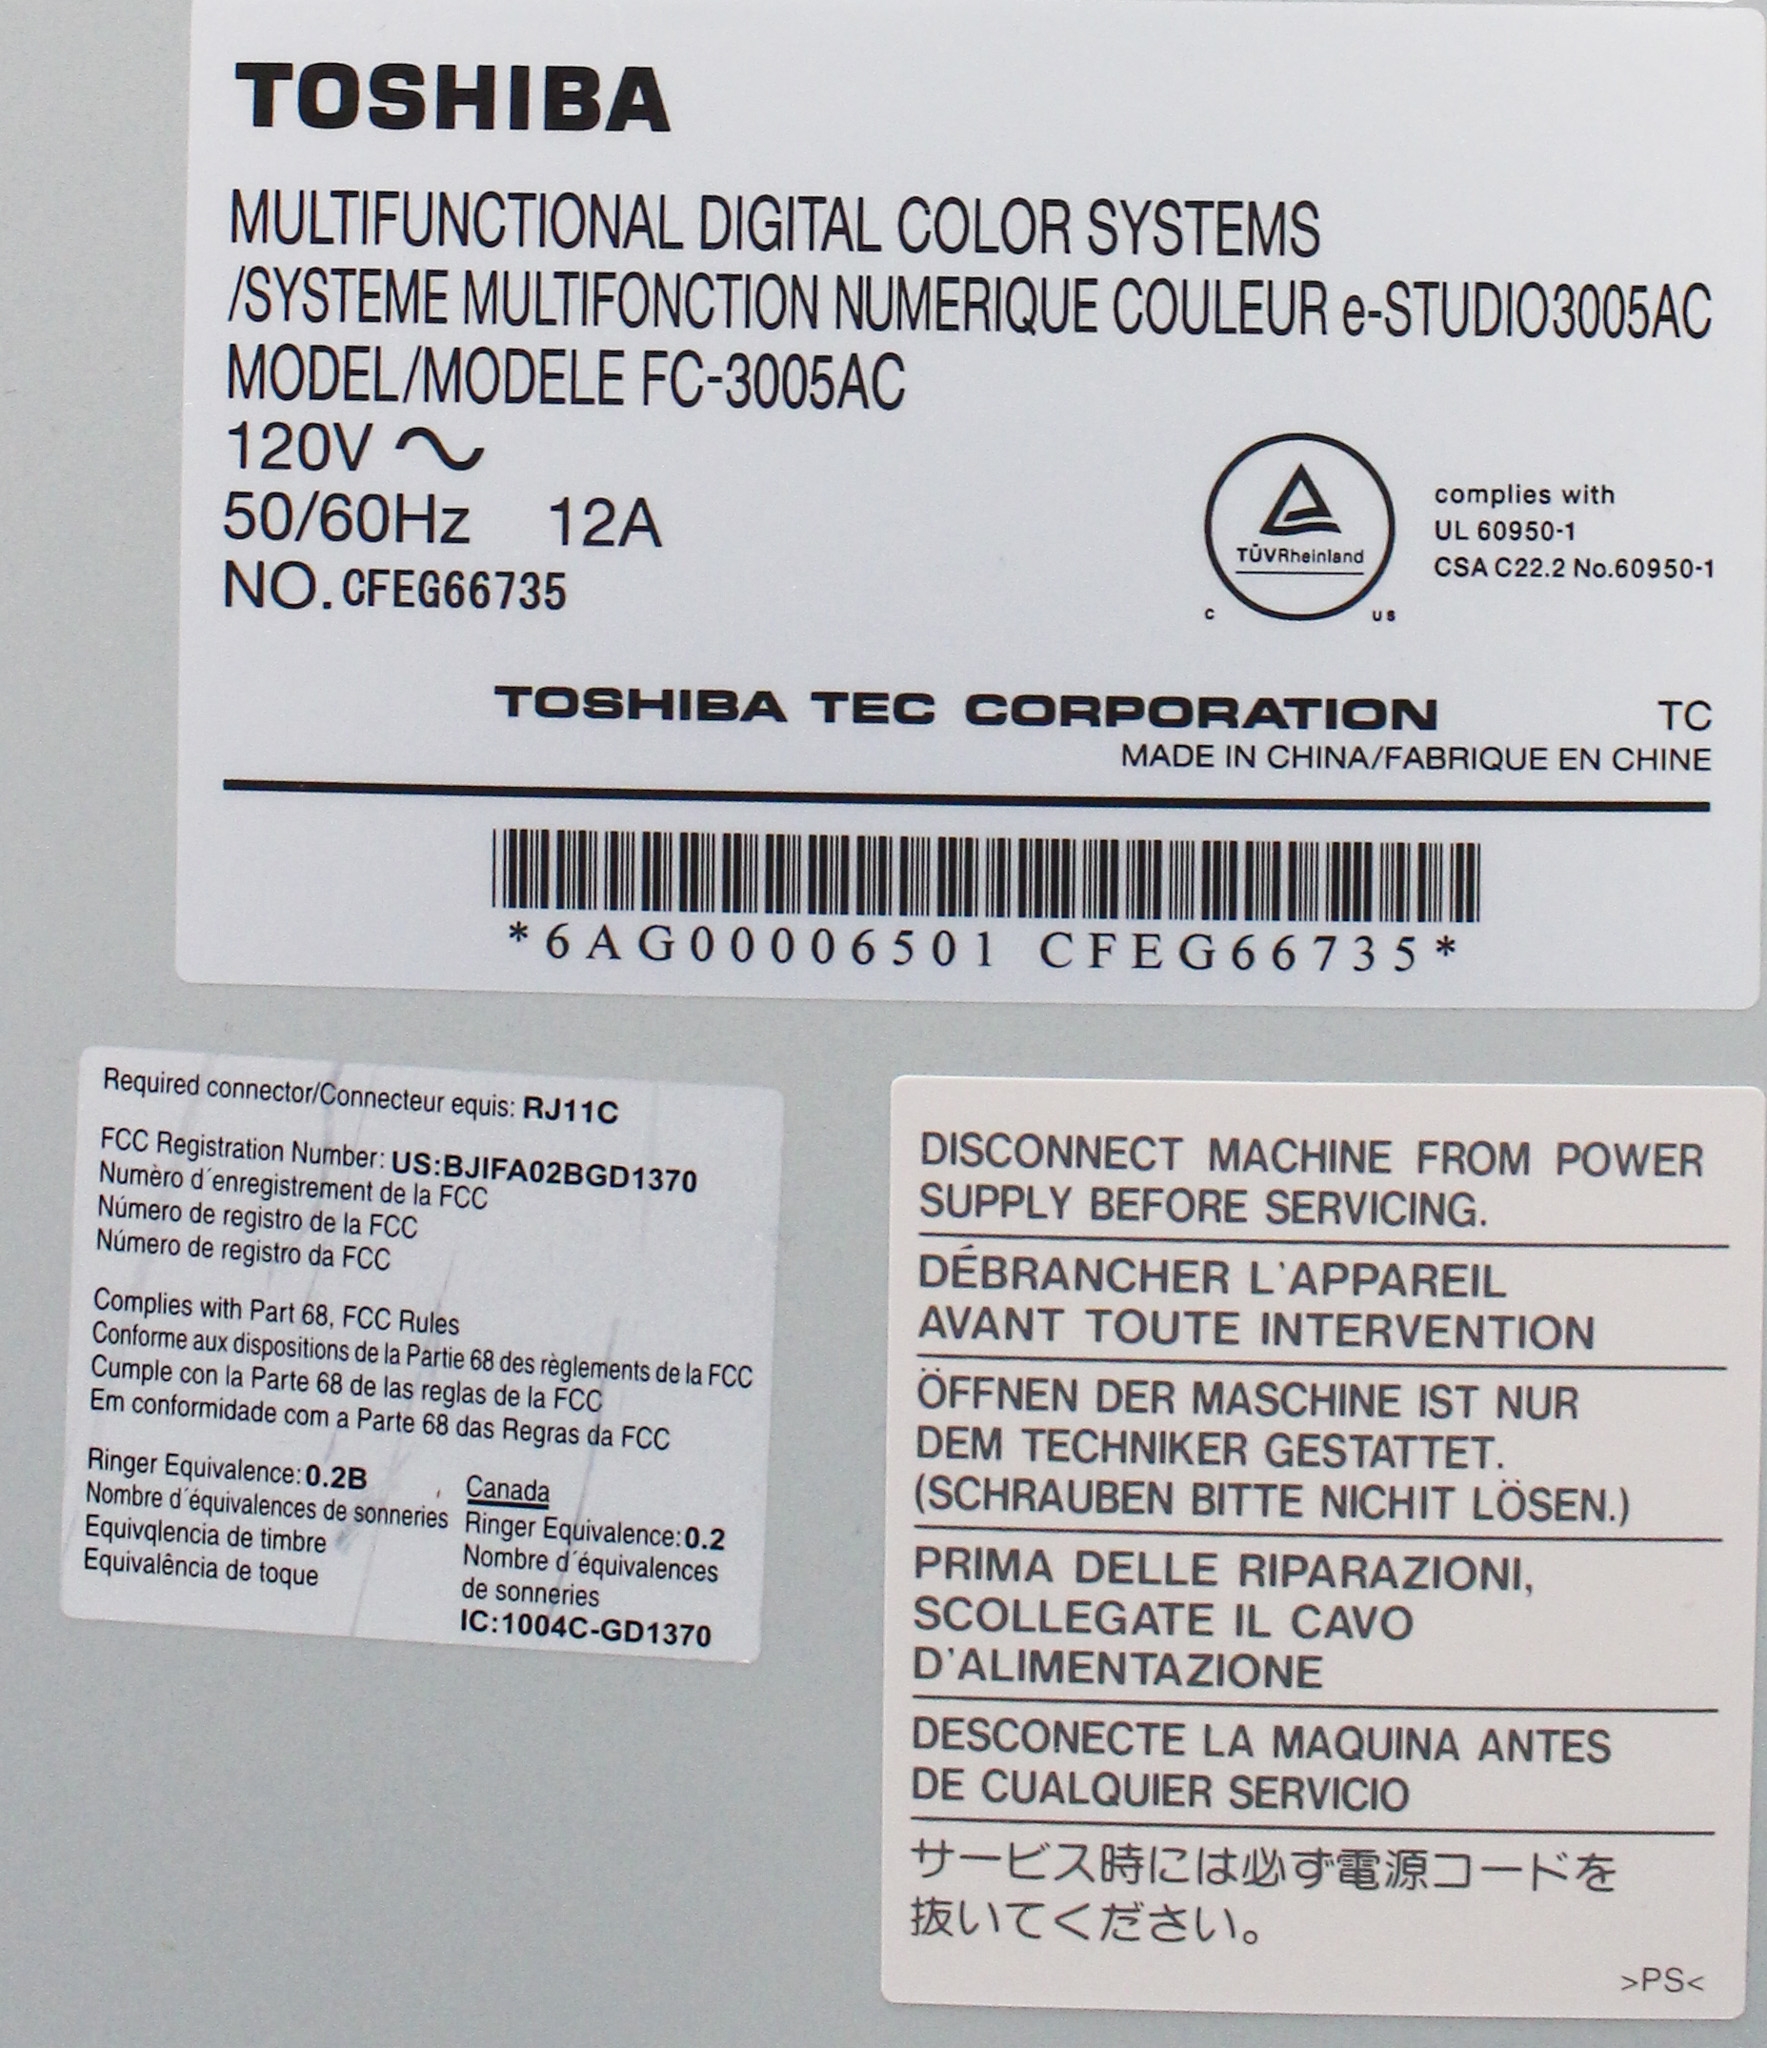 TOSHIBA
MULTIFUNCTIONAL DIGITAL COLOR SYSTEMS
/SYSTEME MULTIFONCTION NUMERIQUE COULEUR e-STUDIO3005AC
MODEL/MODELE FC-3005AC
120V ~
50/60Hz 12A
NO. CFEG66735
TÜVRheinland
C US
complies with
UL 60950-1
CSA C22.2 No.60950-1
TOSHIBA TEC CORPORATION TC
MADE IN CHINA/FABRIQUE EN CHINE
*6AG00006501 CFEG66735*
Required connector/Connecteur equis: RJ11C
FCC Registration Number: US:BJIFA02BGD1370
Numèro d´enregistrement de la FCC
Número de registro de la FCC
Número de registro da FCC
Complies with Part 68, FCC Rules
Conforme aux dispositions de la Partie 68 des règlements de la FCC
Cumple con la Parte 68 de las reglas de la FCC
Em conformidade com a Parte 68 das Regras da FCC
Ringer Equivalence: 0.2B
Nombre d´équivalences de sonneries
Equivqlencia de timbre
Equivalência de toque
Canada
Ringer Equivalence: 0.2
Nombre d´équivalences
de sonneries
IC:1004C-GD1370
DISCONNECT MACHINE FROM POWER
SUPPLY BEFORE SERVICING.
DÉBRANCHER L'APPAREIL
AVANT TOUTE INTERVENTION
ÖFFNEN DER MASCHINE IST NUR
DEM TECHNIKER GESTATTET.
(SCHRAUBEN BITTE NICHIT LÖSEN.)
PRIMA DELLE RIPARAZIONI,
SCOLLEGATE IL CAVO
D'ALIMENTAZIONE
DESCONECTE LA MAQUINA ANTES
DE CUALQUIER SERVICIO
サービス時には必ず電源コードを
抜いてください。
>PS<